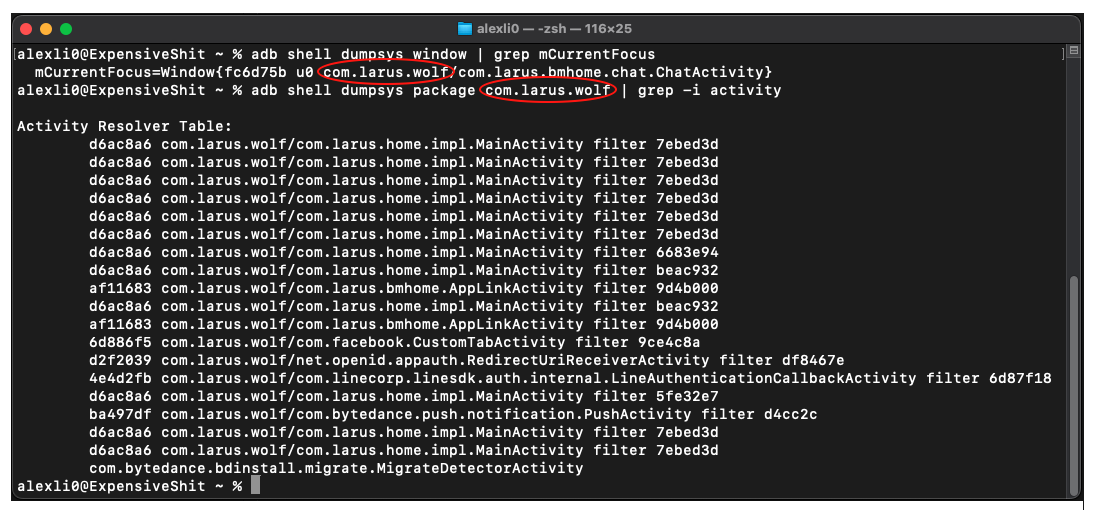 alexli0 — -zsh — 116×25
[alexli0@ExpensiveShit ~ % adb shell dumpsys window | grep mCurrentFocus ]
mCurrentFocus=Window{fc6d75b u0 com.larus.wolf/com.larus.bmhome.chat.ChatActivity}
alexli0@ExpensiveShit ~ % adb shell dumpsys package com.larus.wolf | grep -i activity
Activity Resolver Table:
d6ac8a6 com.larus.wolf/com.larus.home.impl.MainActivity filter 7ebed3d
d6ac8a6 com.larus.wolf/com.larus.home.impl.MainActivity filter 7ebed3d
d6ac8a6 com.larus.wolf/com.larus.home.impl.MainActivity filter 7ebed3d
d6ac8a6 com.larus.wolf/com.larus.home.impl.MainActivity filter 7ebed3d
d6ac8a6 com.larus.wolf/com.larus.home.impl.MainActivity filter 7ebed3d
d6ac8a6 com.larus.wolf/com.larus.home.impl.MainActivity filter 7ebed3d
d6ac8a6 com.larus.wolf/com.larus.home.impl.MainActivity filter 6683e94
d6ac8a6 com.larus.wolf/com.larus.home.impl.MainActivity filter beac932
af11683 com.larus.wolf/com.larus.bmhome.AppLinkActivity filter 9d4b000
d6ac8a6 com.larus.wolf/com.larus.home.impl.MainActivity filter beac932
af11683 com.larus.wolf/com.larus.bmhome.AppLinkActivity filter 9d4b000
6d886f5 com.larus.wolf/com.facebook.CustomTabActivity filter 9ce4c8a
d2f2039 com.larus.wolf/net.openid.appauth.RedirectUriReceiverActivity filter df8467e
4e4d2fb com.larus.wolf/com.linecorp.linesdk.auth.internal.LineAuthenticationCallbackActivity filter 6d87f18
d6ac8a6 com.larus.wolf/com.larus.home.impl.MainActivity filter 5fe32e7
ba497df com.larus.wolf/com.bytedance.push.notification.PushActivity filter d4cc2c
d6ac8a6 com.larus.wolf/com.larus.home.impl.MainActivity filter 7ebed3d
d6ac8a6 com.larus.wolf/com.larus.home.impl.MainActivity filter 7ebed3d
com.bytedance.bdinstall.migrate.MigrateDetectorActivity
alexli0@ExpensiveShit ~ %